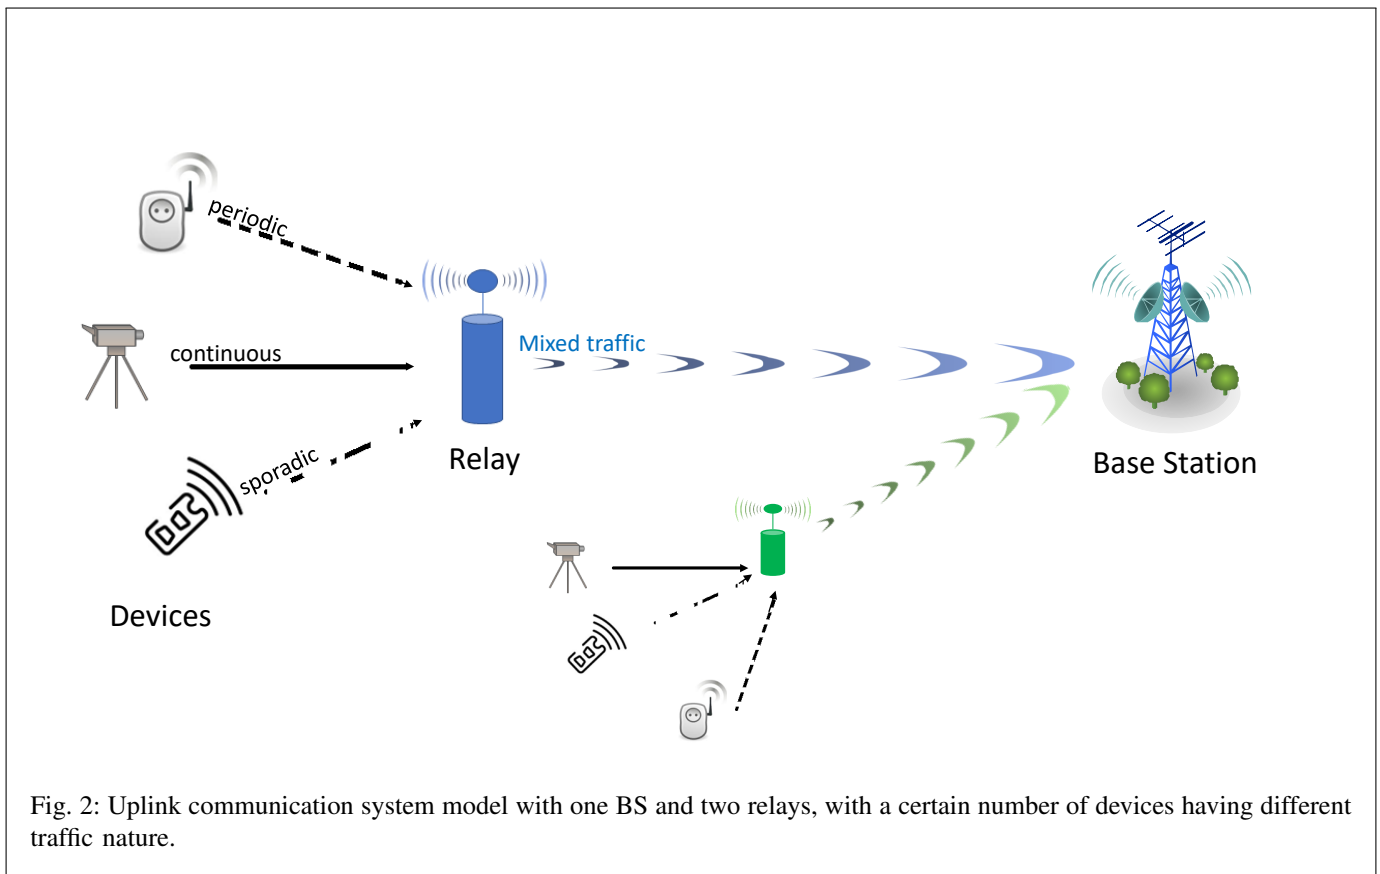 periodic
continuous
Mixed traffic
sporadic
Relay
Base Station
Devices
Fig. 2: Uplink communication system model with one BS and two relays, with a certain number of devices having different
traffic nature.